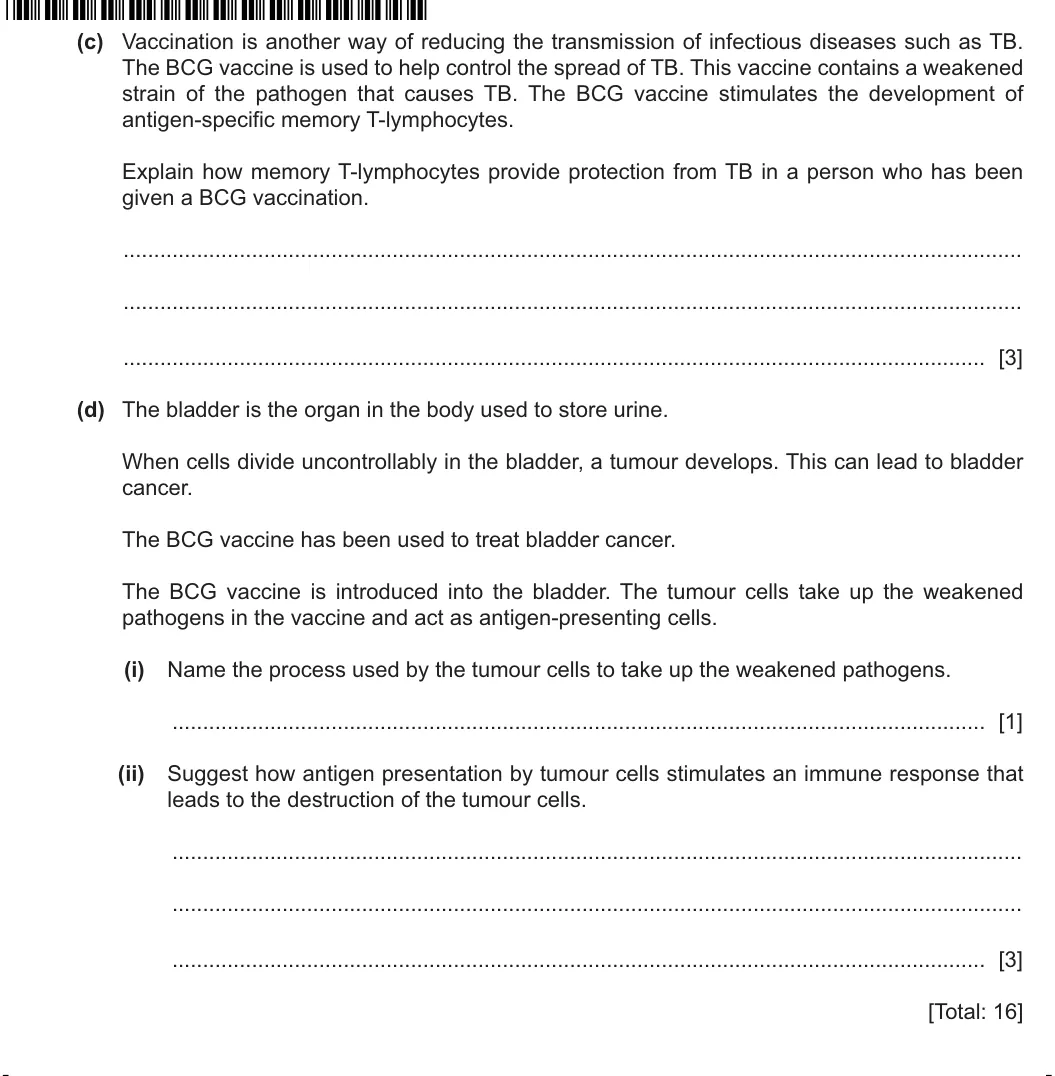 (c) Vaccination is another way of reducing the transmission of infectious diseases such as TB.
The BCG vaccine is used to help control the spread of TB. This vaccine contains a weakened
strain of the pathogen that causes TB. The BCG vaccine stimulates the development of
antigen-specific memory T-lymphocytes.
Explain how memory T-lymphocytes provide protection from TB in a person who has been
given a BCG vaccination.
[3]
(d) The bladder is the organ in the body used to store urine.
When cells divide uncontrollably in the bladder, a tumour develops. This can lead to bladder
cancer.
The BCG vaccine has been used to treat bladder cancer.
The BCG vaccine is introduced into the bladder. The tumour cells take up the weakened
pathogens in the vaccine and act as antigen-presenting cells.
(i) Name the process used by the tumour cells to take up the weakened pathogens.
[1]
(ii) Suggest how antigen presentation by tumour cells stimulates an immune response that
leads to the destruction of the tumour cells.
[3]
[Total: 16]